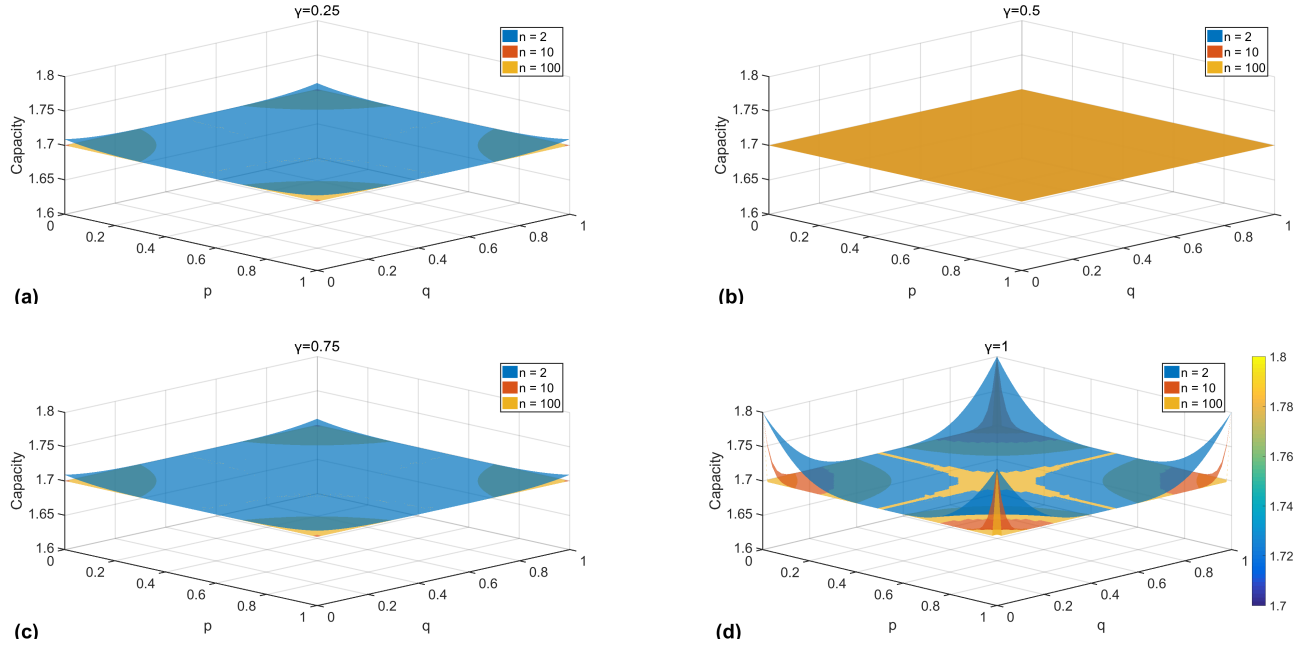 γ=0.25
n = 2
n = 10
n = 100
1.8
1.75
1.7
1.65
1.6
Capacity
0
0.2
0.4
0.6
0.8
1
p
0
0.2
0.4
0.6
0.8
1
q
(a)
γ=0.5
n = 2
n = 10
n = 100
1.8
1.75
1.7
1.65
1.6
Capacity
0
0.2
0.4
0.6
0.8
1
p
0
0.2
0.4
0.6
0.8
1
q
(b)
γ=0.75
n = 2
n = 10
n = 100
1.8
1.75
1.7
1.65
1.6
Capacity
0
0.2
0.4
0.6
0.8
1
p
0
0.2
0.4
0.6
0.8
1
q
(c)
γ=1
n = 2
n = 10
n = 100
1.8
1.75
1.7
1.65
1.6
Capacity
0
0.2
0.4
0.6
0.8
1
p
0
0.2
0.4
0.6
0.8
1
q
(d)
1.8
1.78
1.76
1.74
1.72
1.7